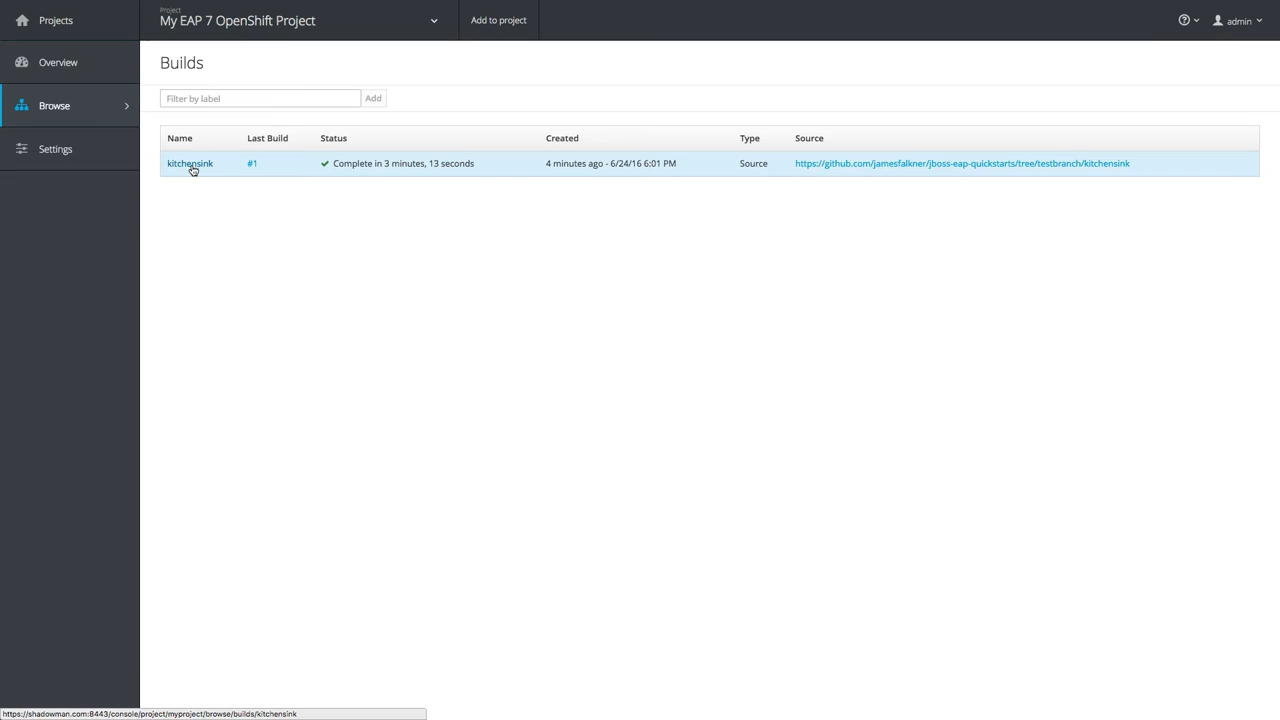 Projects
Project
My EAP 7 OpenShift Project
Add to project
admin
Overview
Browse
Settings
Builds
Filter by label
Add
Name Last Build Status Created Type Source
kitchensink #1 Complete in 3 minutes, 13 seconds 4 minutes ago - 6/24/16 6:01 PM Source https://github.com/jamesfalkner/jboss-eap-quickstarts/tree/testbranch/kitchensink
https://shadowman.com:8443/console/project/myproject/browse/builds/kitchensink